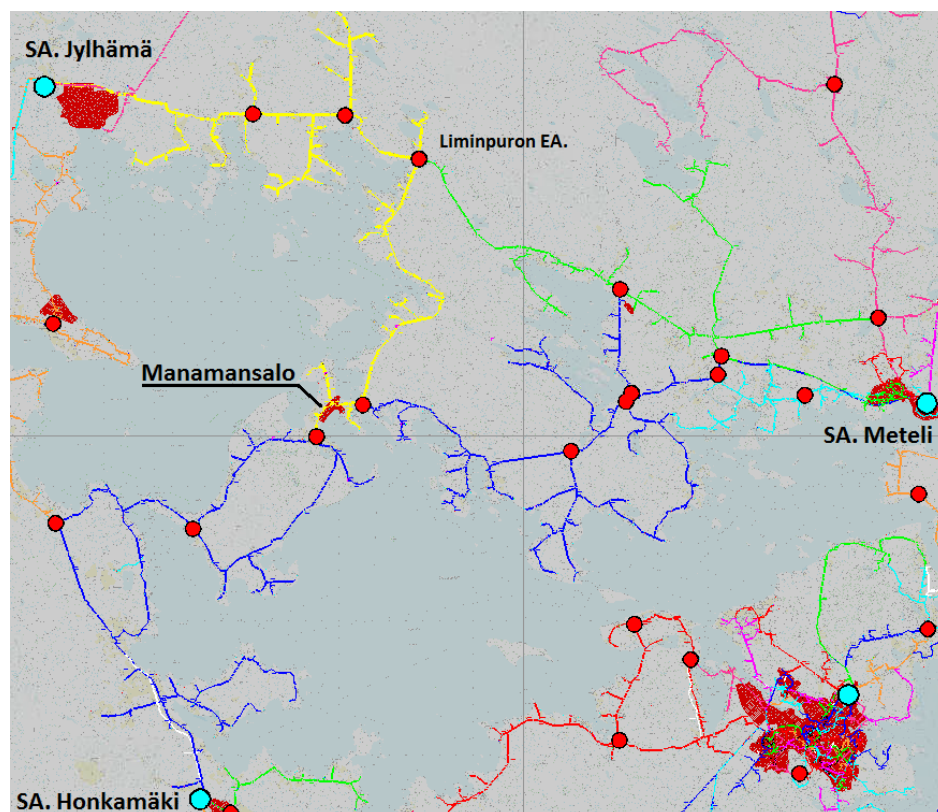 SA. Jylhämä
Liminpuron EA.
Manamansalo
SA. Meteli
SA. Honkamäki